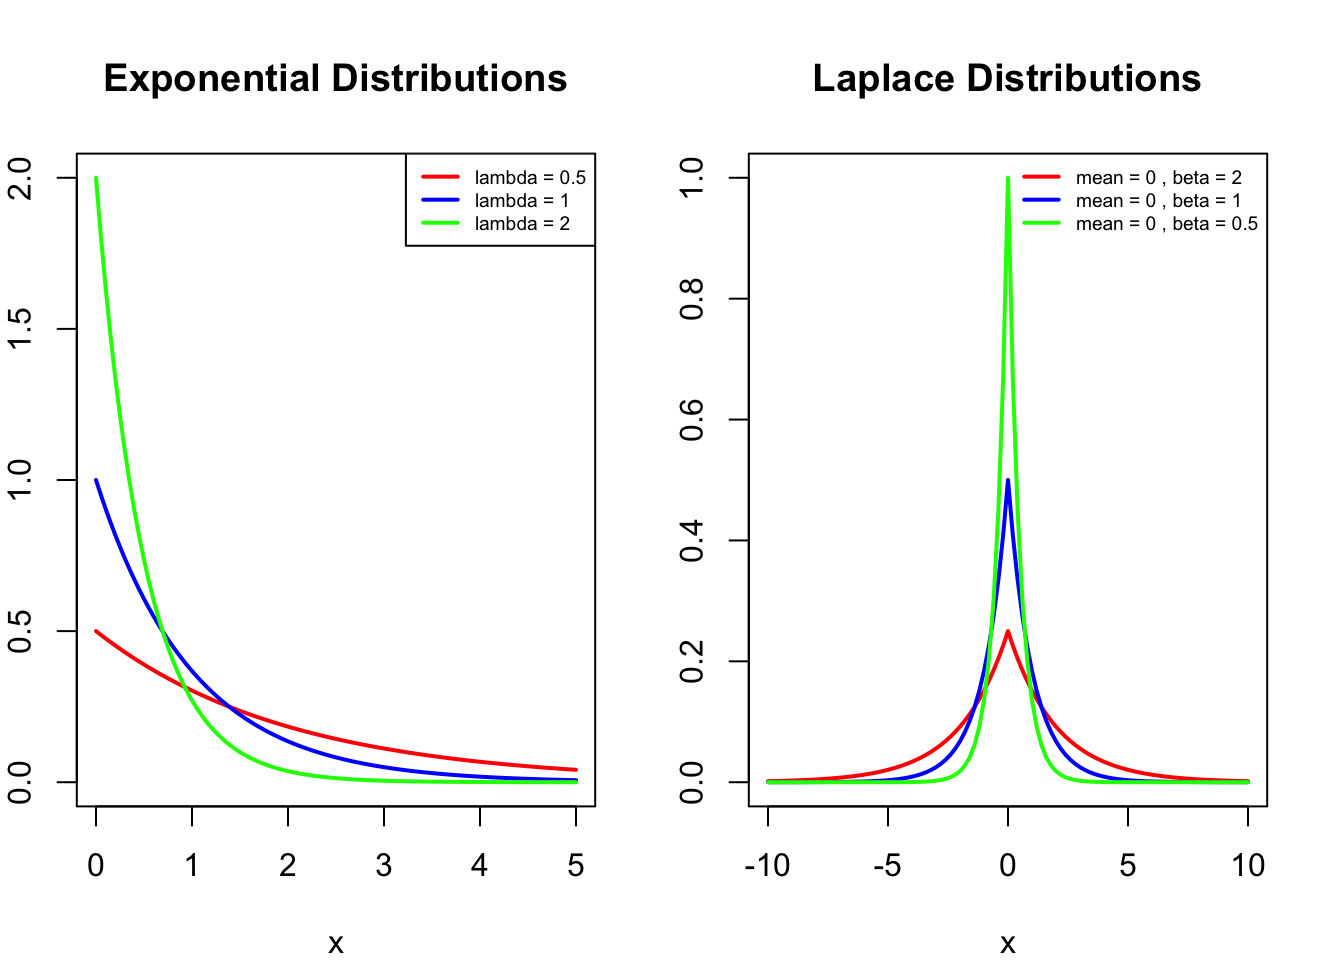 Exponential Distributions
2.0
1.5
1.0
0.5
0.0
lambda = 0.5
lambda = 1
lambda = 2
0 1 2 3 4 5
x
Laplace Distributions
1.0
0.8
0.6
0.4
0.2
0.0
mean = 0 , beta = 2
mean = 0 , beta = 1
mean = 0 , beta = 0.5
-10 -5 0 5 10
x